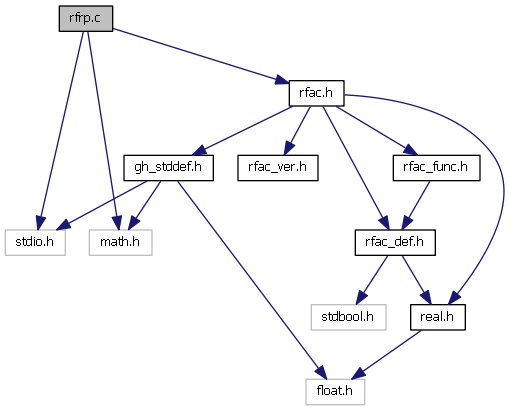 rfrp.c
rfac.h
gh_stddef.h
rfac_ver.h
rfac_func.h
stdio.h
math.h
rfac_def.h
stdbool.h
real.h
float.h